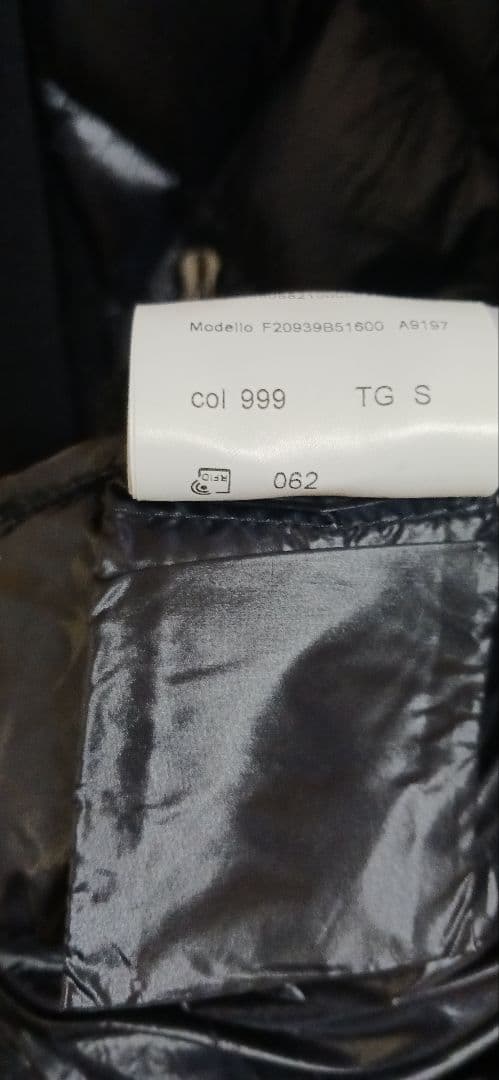 Modello F20939B51600 A9197
col 999 TG S
RFID 062